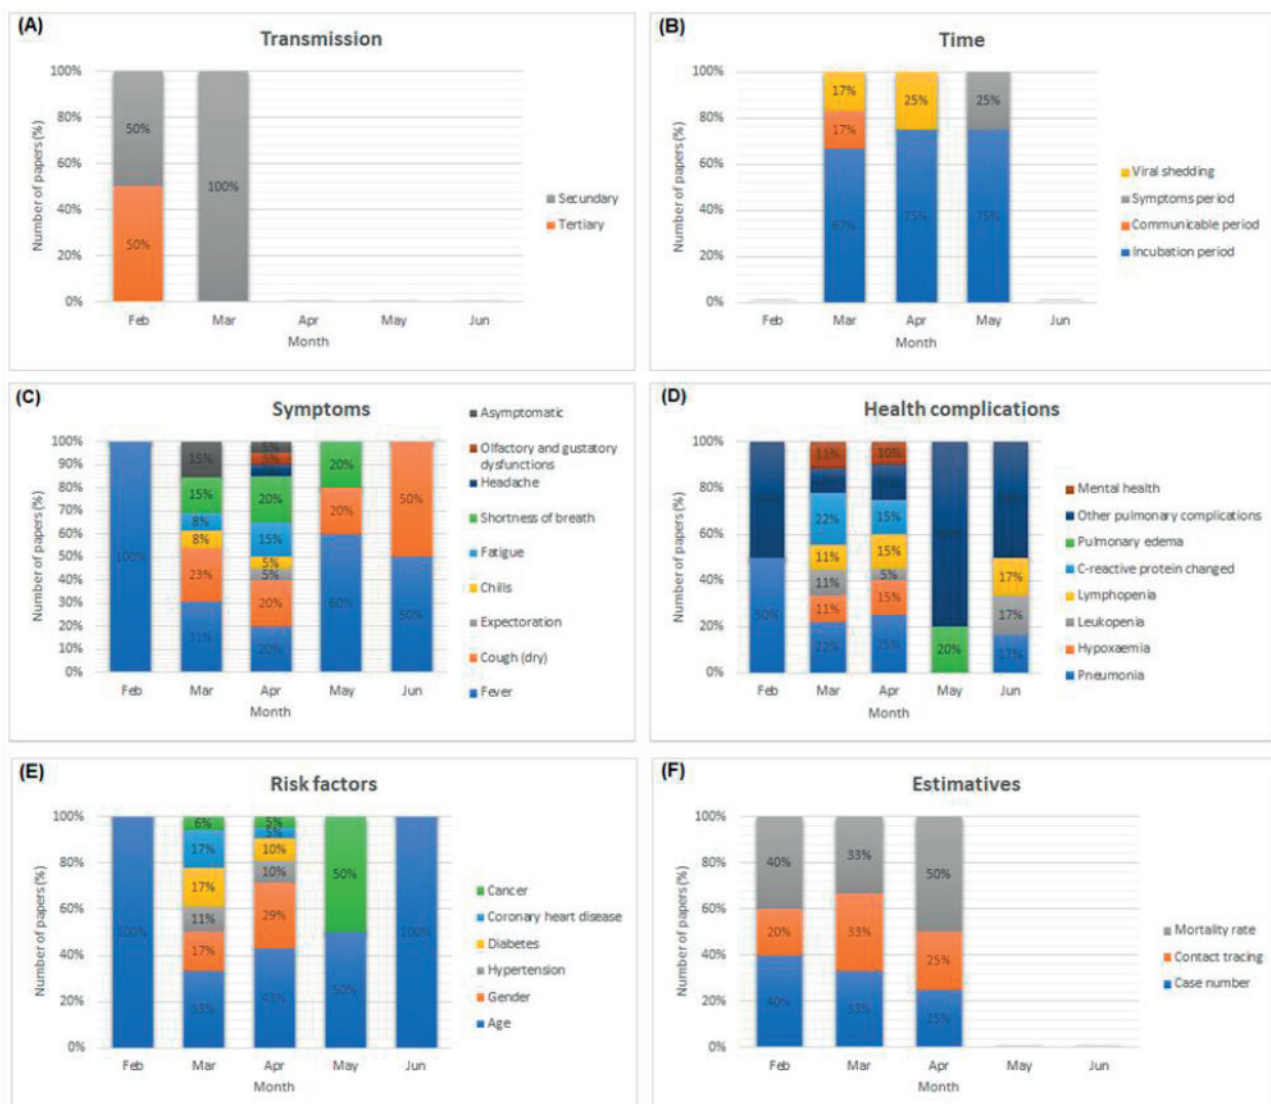 (A)
Transmission
Number of papers (%)
100%
80%
60%
40%
20%
0%
50%
50%
100%
Feb Mar Apr May Jun
Month
Secundary
Tertiary
(B)
Time
Number of papers (%)
100%
80%
60%
40%
20%
0%
17%
17%
67%
25%
75%
25%
75%
Feb Mar Apr May Jun
Month
Viral shedding
Symptoms period
Communicable period
Incubation period
(C)
Symptoms
Number of papers (%)
100%
90%
80%
70%
60%
50%
40%
30%
20%
10%
0%
100%
15%
15%
8%
8%
23%
31%
5%
5%
20%
15%
5%
5%
20%
20%
20%
20%
60%
50%
50%
Feb Mar Apr May Jun
Month
Asymptomatic
Olfactory and gustatory
dysfunctions
Headache
Shortness of breath
Fatigue
Chills
Expectoration
Cough (dry)
Fever
(D)
Health complications
Number of papers (%)
100%
80%
60%
40%
20%
0%
50%
11%
22%
11%
11%
11%
22%
10%
15%
15%
5%
15%
25%
20%
17%
17%
17%
Feb Mar Apr May Jun
Month
Mental health
Other pulmonary complications
Pulmonary edema
C-reactive protein changed
Lymphopenia
Leukopenia
Hypoxaemia
Pneumonia
(E)
Risk factors
Number of papers (%)
100%
80%
60%
40%
20%
0%
100%
6%
17%
17%
11%
17%
33%
5%
5%
10%
10%
29%
43%
50%
50%
100%
Feb Mar Apr May Jun
Month
Cancer
Coronary heart disease
Diabetes
Hypertension
Gender
Age
(F)
Estimatives
Number of papers (%)
100%
80%
60%
40%
20%
0%
40%
20%
40%
33%
33%
33%
50%
25%
25%
Feb Mar Apr May Jun
Month
Mortality rate
Contact tracing
Case number